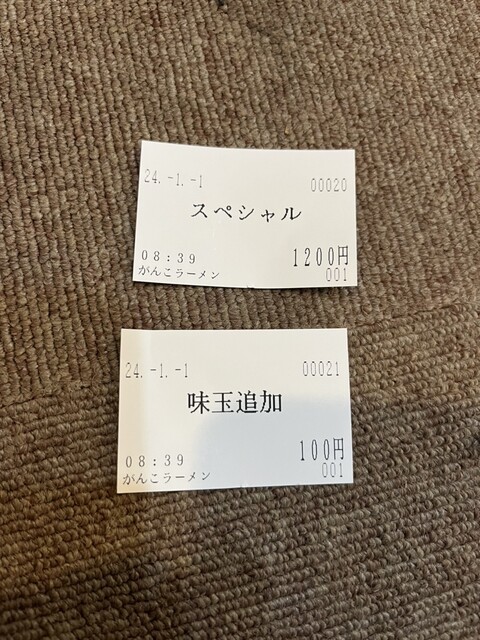 24.-1.-1 00020
スペシャル
08:39 1200円
がんこラーメン 001
24.-1.-1 00021
味玉追加
08:39 100円
がんこラーメン 001